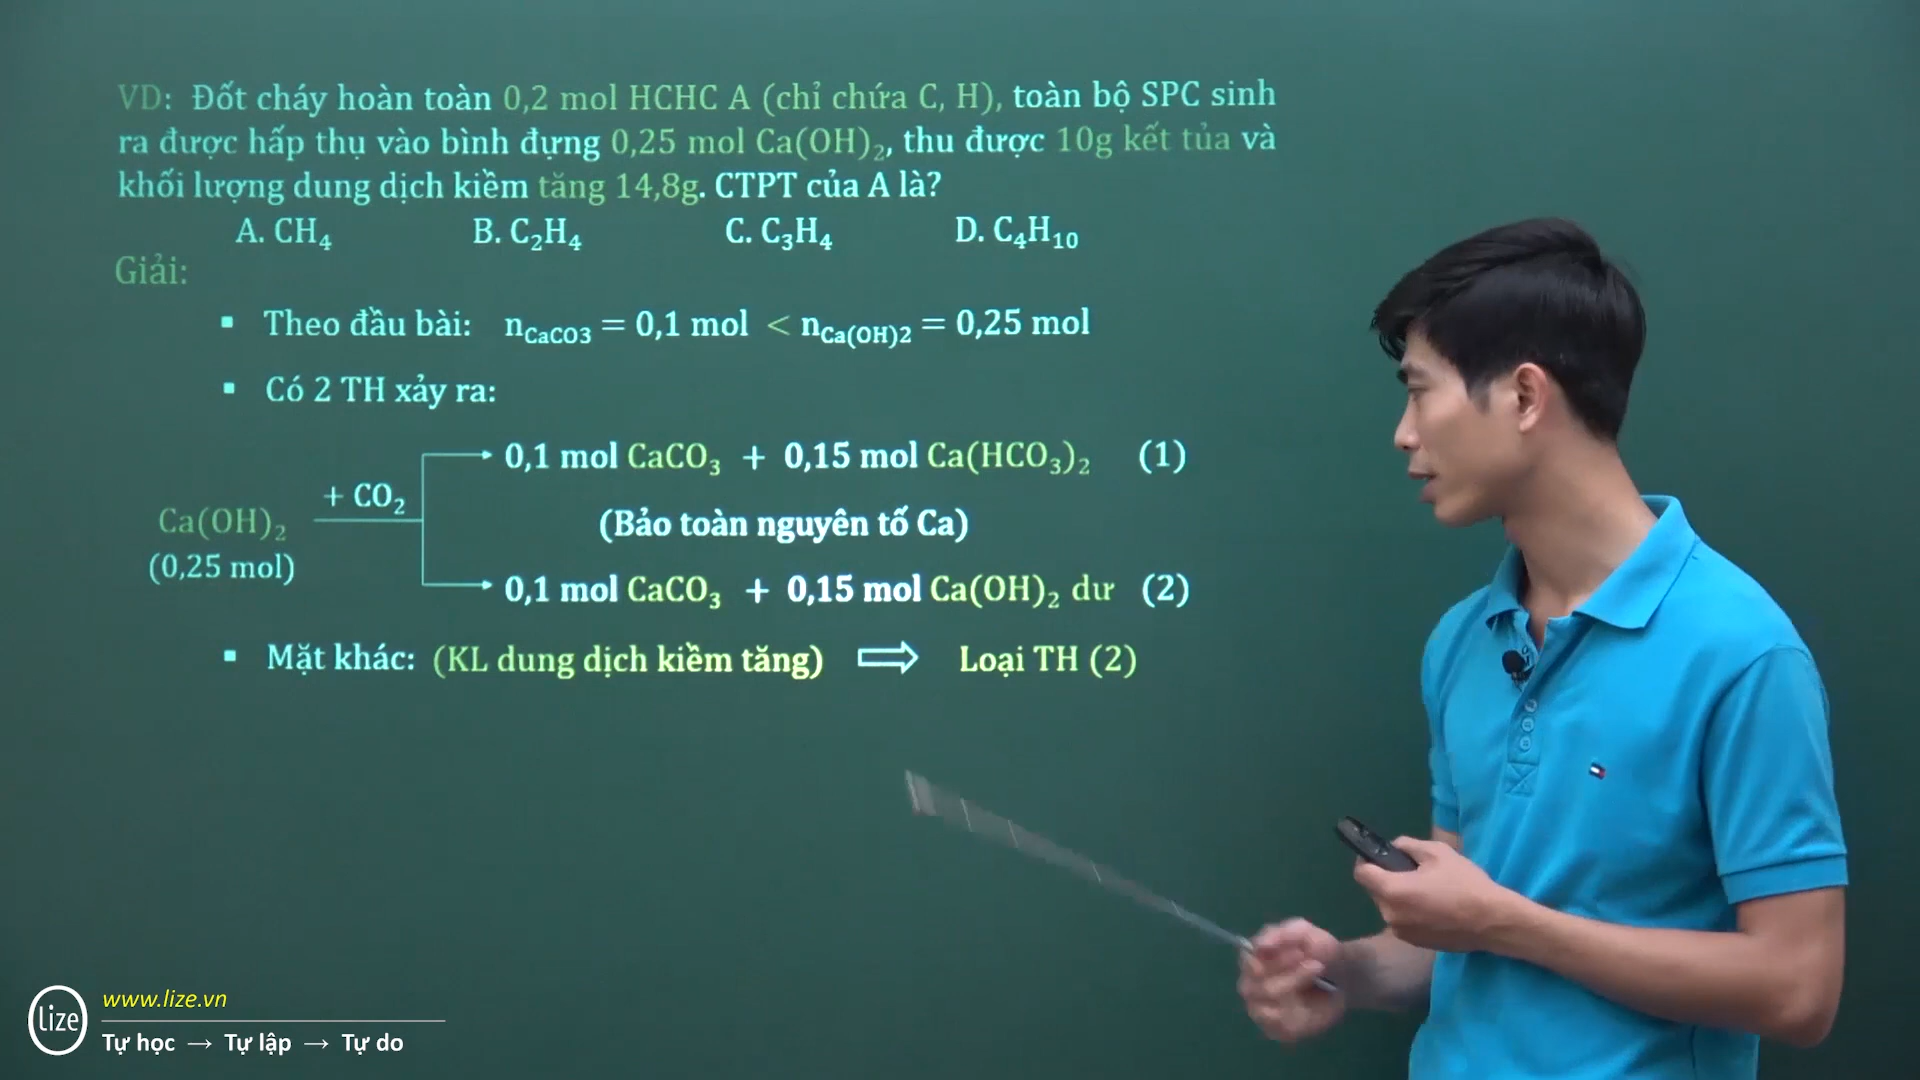 VD: Đốt cháy hoàn toàn 0,2 mol HCHC A (chỉ chứa C, H), toàn bộ SPC sinh
ra được hấp thụ vào bình đựng 0,25 mol Ca(OH)₂, thu được 10g kết tủa và
khối lượng dung dịch kiềm tăng 14,8g. CTPT của A là?
A. CH₄ B. C₂H₄ C. C₃H₄ D. C₄H₁₀
Giải:
▪ Theo đầu bài: n_CaCO3 = 0,1 mol < n_Ca(OH)2 = 0,25 mol
▪ Có 2 TH xảy ra:
0,1 mol CaCO₃ + 0,15 mol Ca(HCO₃)₂ (1)
+ CO₂
Ca(OH)₂
(Bảo toàn nguyên tố Ca)
(0,25 mol)
0,1 mol CaCO₃ + 0,15 mol Ca(OH)₂ dư (2)
▪ Mặt khác: (KL dung dịch kiềm tăng) ⇒ Loại TH (2)
lize
www.lize.vn
Tự học → Tự lập → Tự do